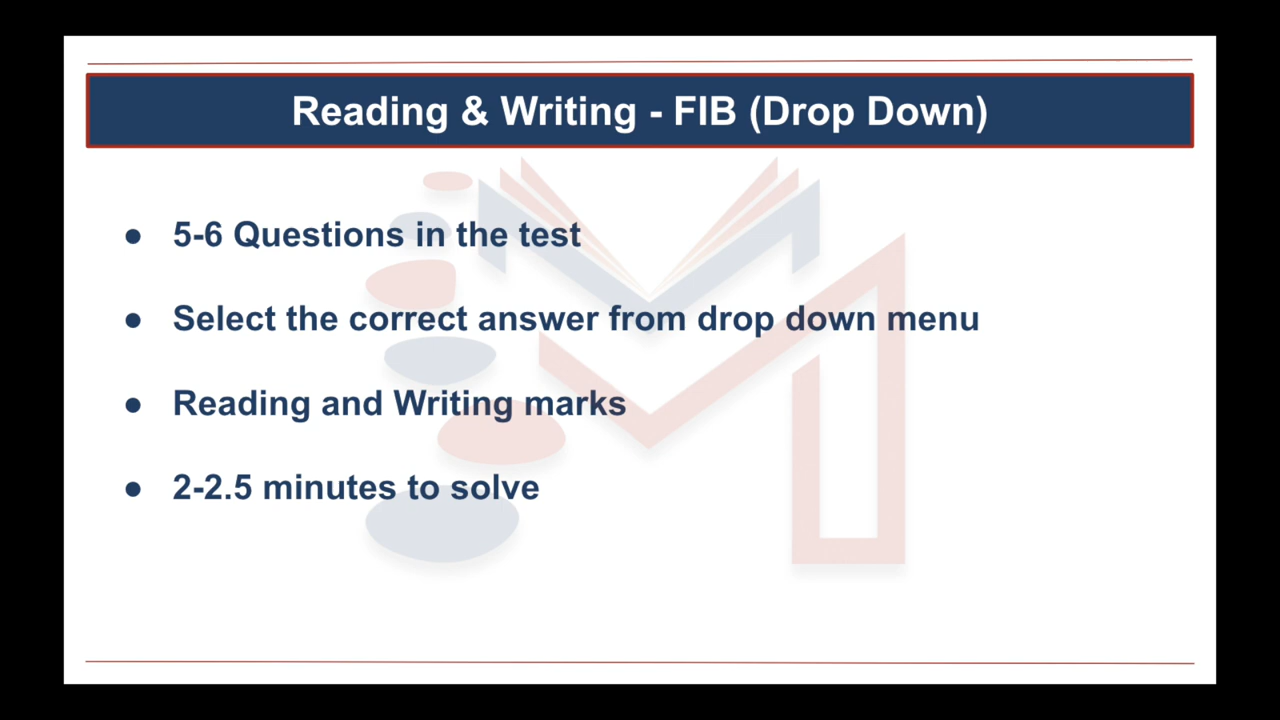 Reading & Writing - FIB (Drop Down)
● 5-6 Questions in the test
● Select the correct answer from drop down menu
● Reading and Writing marks
● 2-2.5 minutes to solve